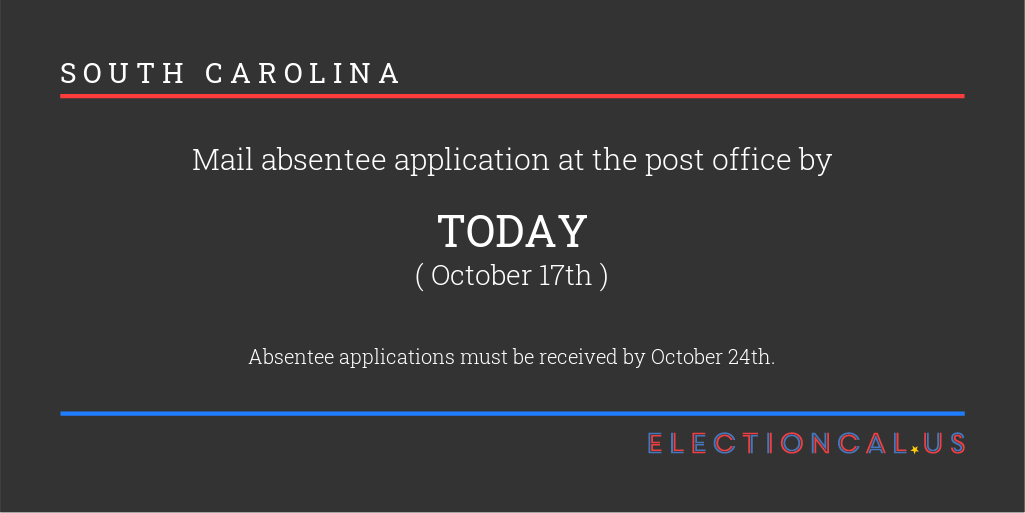 SOUTH CAROLINA
Mail absentee application at the post office by
TODAY
( October 17th )
Absentee applications must be received by October 24th.
ELECTIONCAL.US